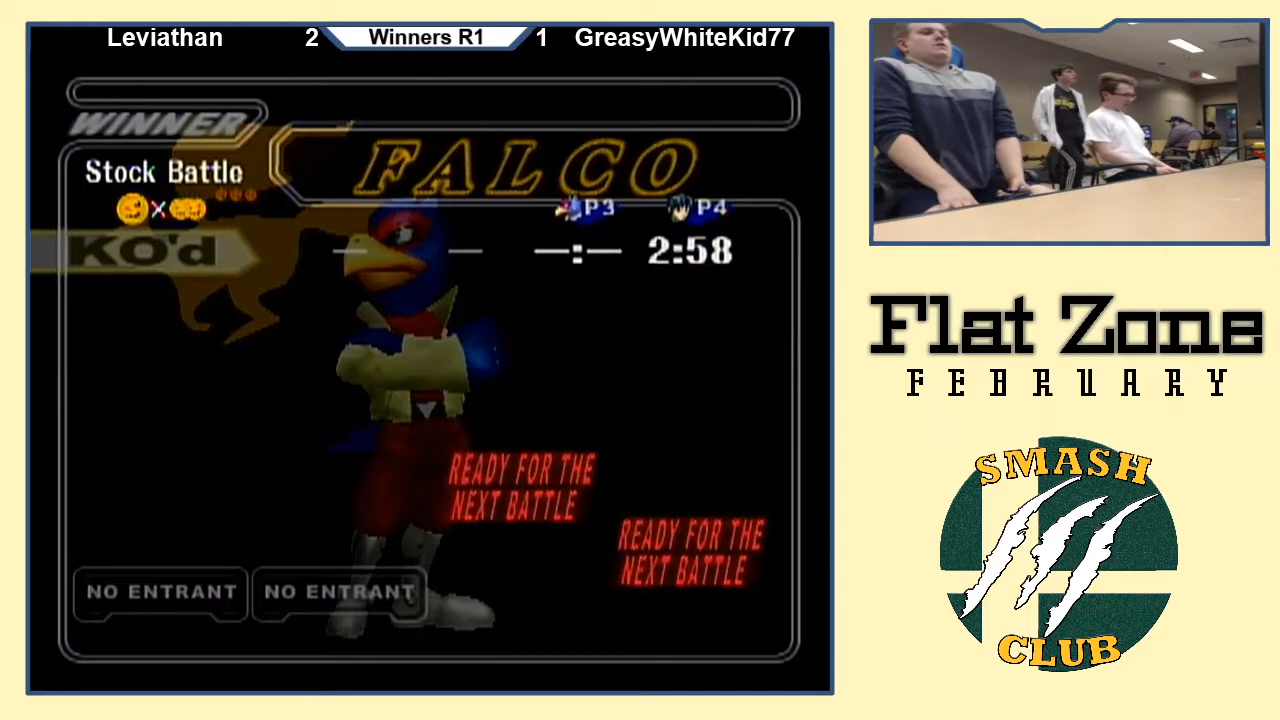 Leviathan 2 Winners R1 1 GreasyWhiteKid77
WINNER
Stock Battle
FALCO
P3 P4
KO'd — — —:— 2:58
READY FOR THE
NEXT BATTLE
READY FOR THE
NEXT BATTLE
NO ENTRANT NO ENTRANT
Flat Zone
FEBRUARY
SMASH
CLUB